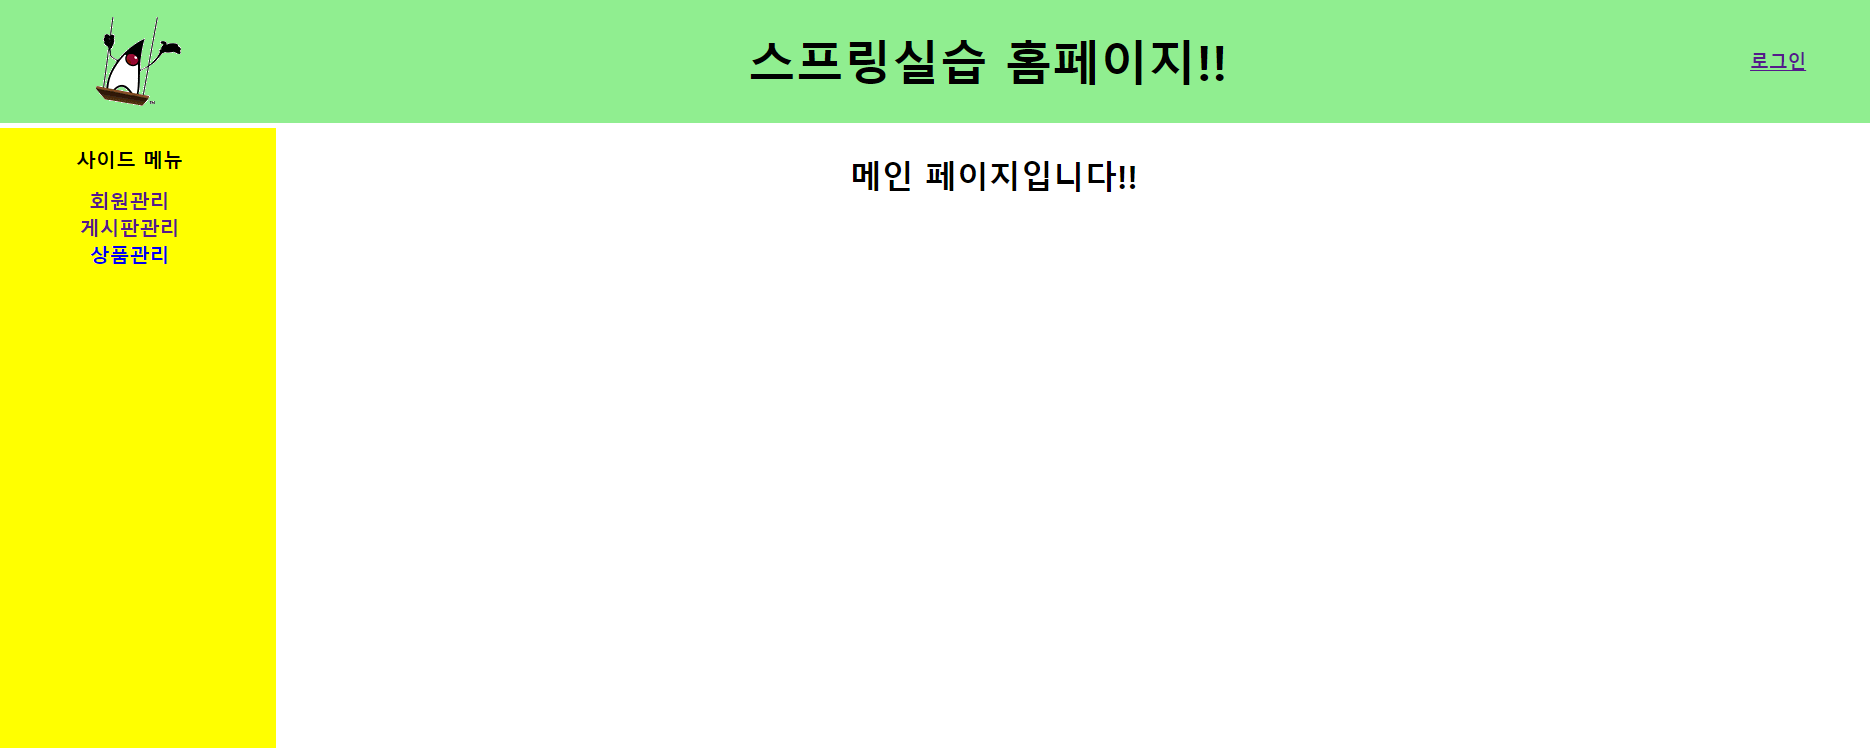 스프링실습 홈페이지!!
로그인
사이드 메뉴
회원관리
게시판관리
상품관리
메인 페이지입니다!!